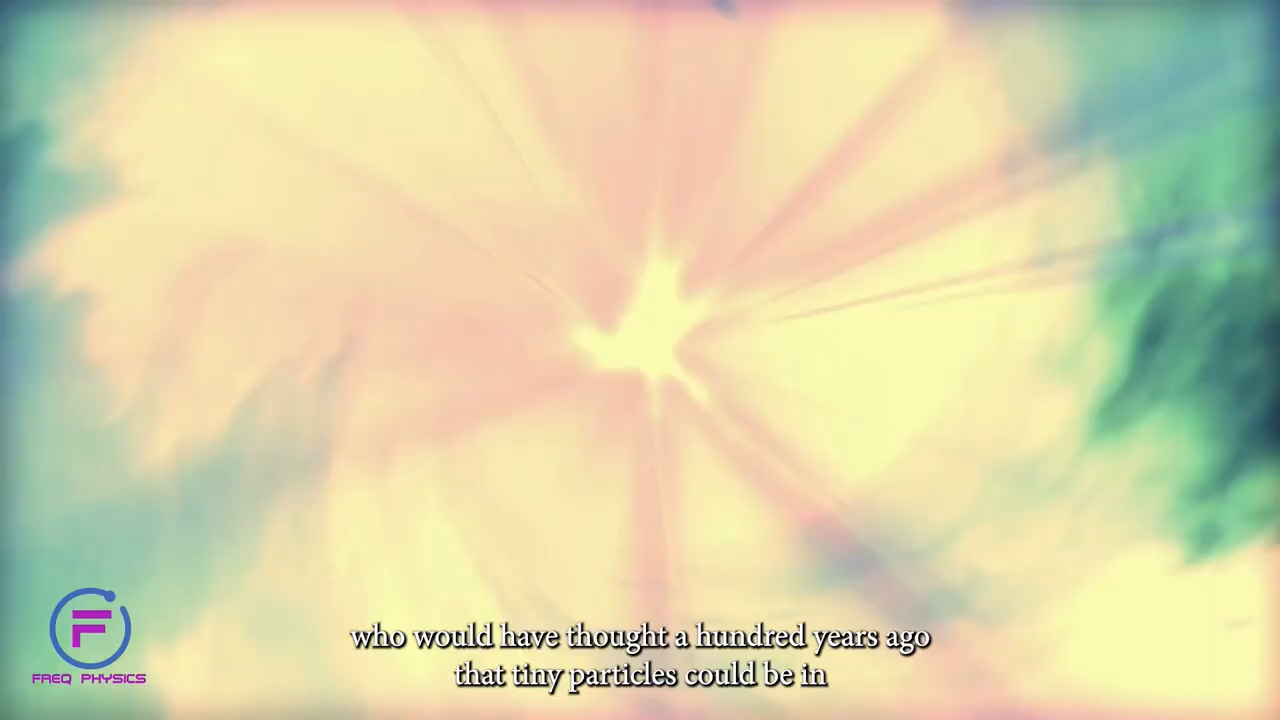 FREQ PHYSICS
who would have thought a hundred years ago
that tiny particles could be in